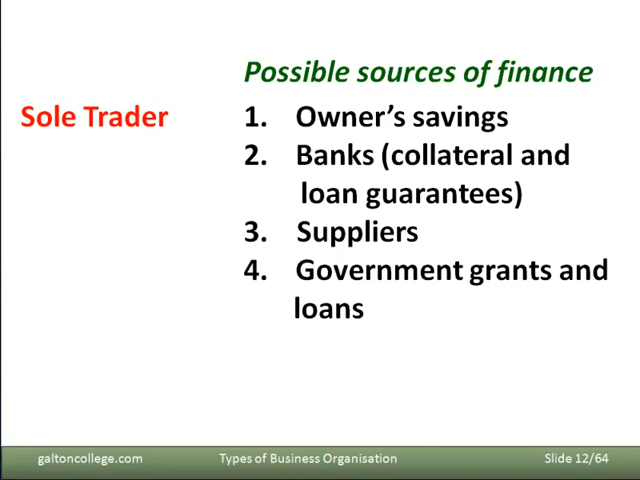 Possible sources of finance
Sole Trader
1. Owner’s savings
2. Banks (collateral and
loan guarantees)
3. Suppliers
4. Government grants and
loans
galtoncollege.com
Types of Business Organisation
Slide 12/64